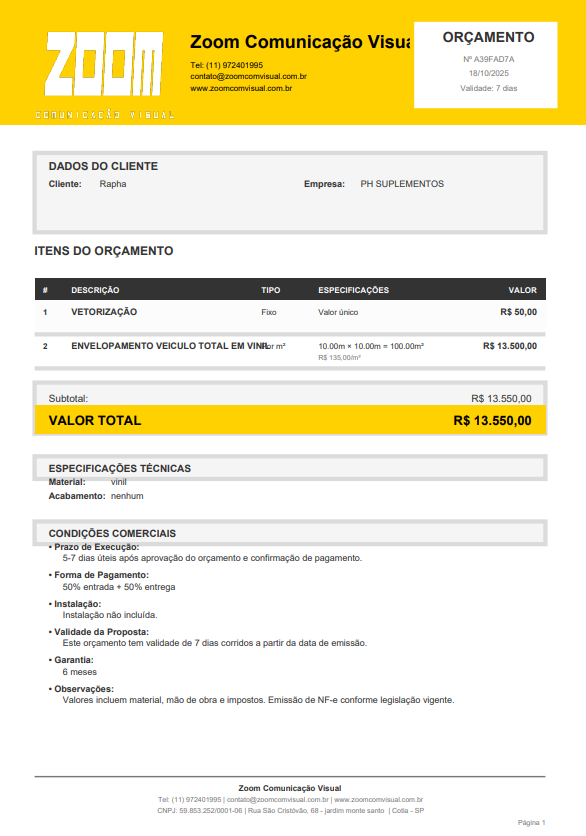 ZOOM
COMUNICAÇÃO VISUAL
Zoom Comunicação Visua
Tel: (11) 972401995
contato@zoomcomvisual.com.br
www.zoomcomvisual.com.br
ORÇAMENTO
Nº A39FAD7A
18/10/2025
Validade: 7 dias
DADOS DO CLIENTE
Cliente: Rapha Empresa: PH SUPLEMENTOS
ITENS DO ORÇAMENTO
# DESCRIÇÃO TIPO ESPECIFICAÇÕES VALOR
1 VETORIZAÇÃO Fixo Valor único R$ 50,00
2 ENVELOPAMENTO VEICULO TOTAL EM VINIL Por m² 10.00m × 10.00m = 100.00m² R$ 13.500,00
R$ 135,00/m²
Subtotal: R$ 13.550,00
VALOR TOTAL R$ 13.550,00
ESPECIFICAÇÕES TÉCNICAS
Material: vinil
Acabamento: nenhum
CONDIÇÕES COMERCIAIS
• Prazo de Execução:
5-7 dias úteis após aprovação do orçamento e confirmação de pagamento.
• Forma de Pagamento:
50% entrada + 50% entrega
• Instalação:
Instalação não incluída.
• Validade da Proposta:
Este orçamento tem validade de 7 dias corridos a partir da data de emissão.
• Garantia:
6 meses
• Observações:
Valores incluem material, mão de obra e impostos. Emissão de NF-e conforme legislação vigente.
Zoom Comunicação Visual
Tel: (11) 972401995 | contato@zoomcomvisual.com.br | www.zoomcomvisual.com.br
CNPJ: 59.853.252/0001-06 | Rua São Cristóvão, 68 - jardim monte santo | Cotia - SP
Página 1